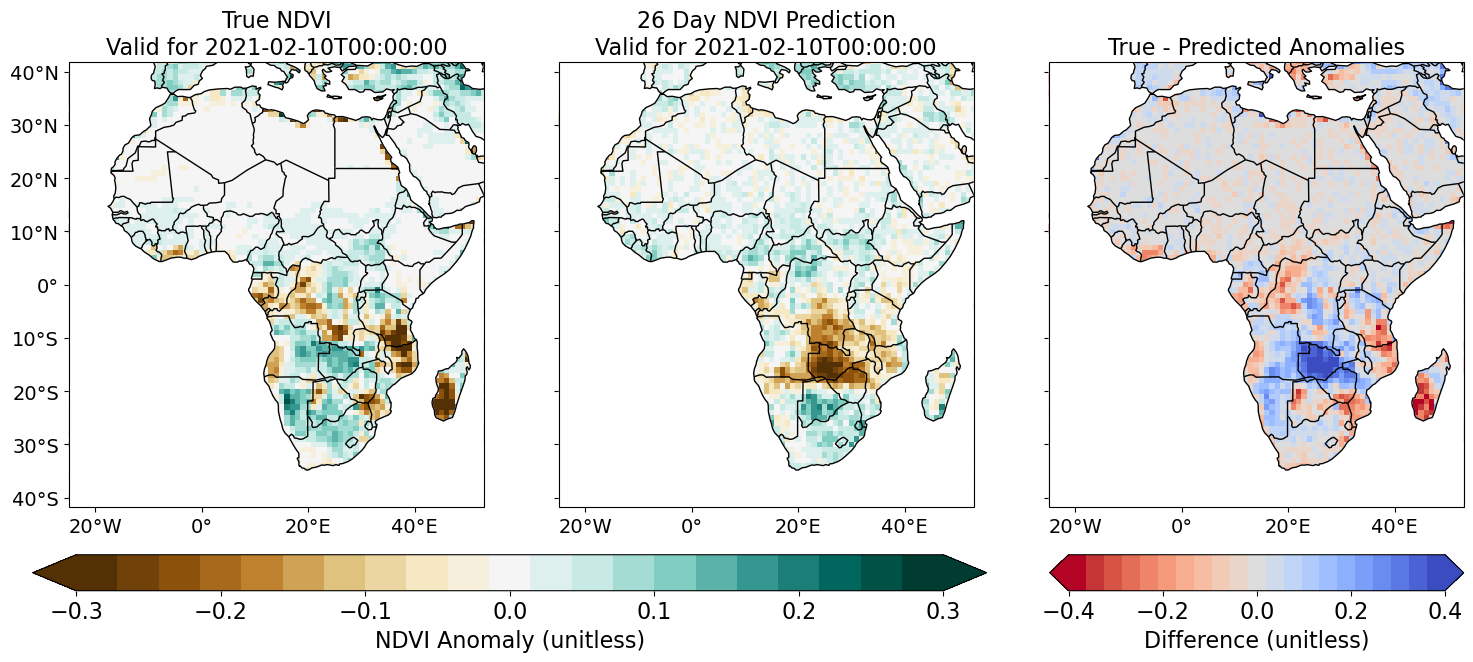 True NDVI
Valid for 2021-02-10T00:00:00
26 Day NDVI Prediction
Valid for 2021-02-10T00:00:00
True - Predicted Anomalies
40°N
30°N
20°N
10°N
0°
10°S
20°S
30°S
40°S
20°W 0° 20°E 40°E
20°W 0° 20°E 40°E
20°W 0° 20°E 40°E
−0.3 −0.2 −0.1 0.0 0.1 0.2 0.3
NDVI Anomaly (unitless)
−0.4 −0.2 0.0 0.2 0.4
Difference (unitless)